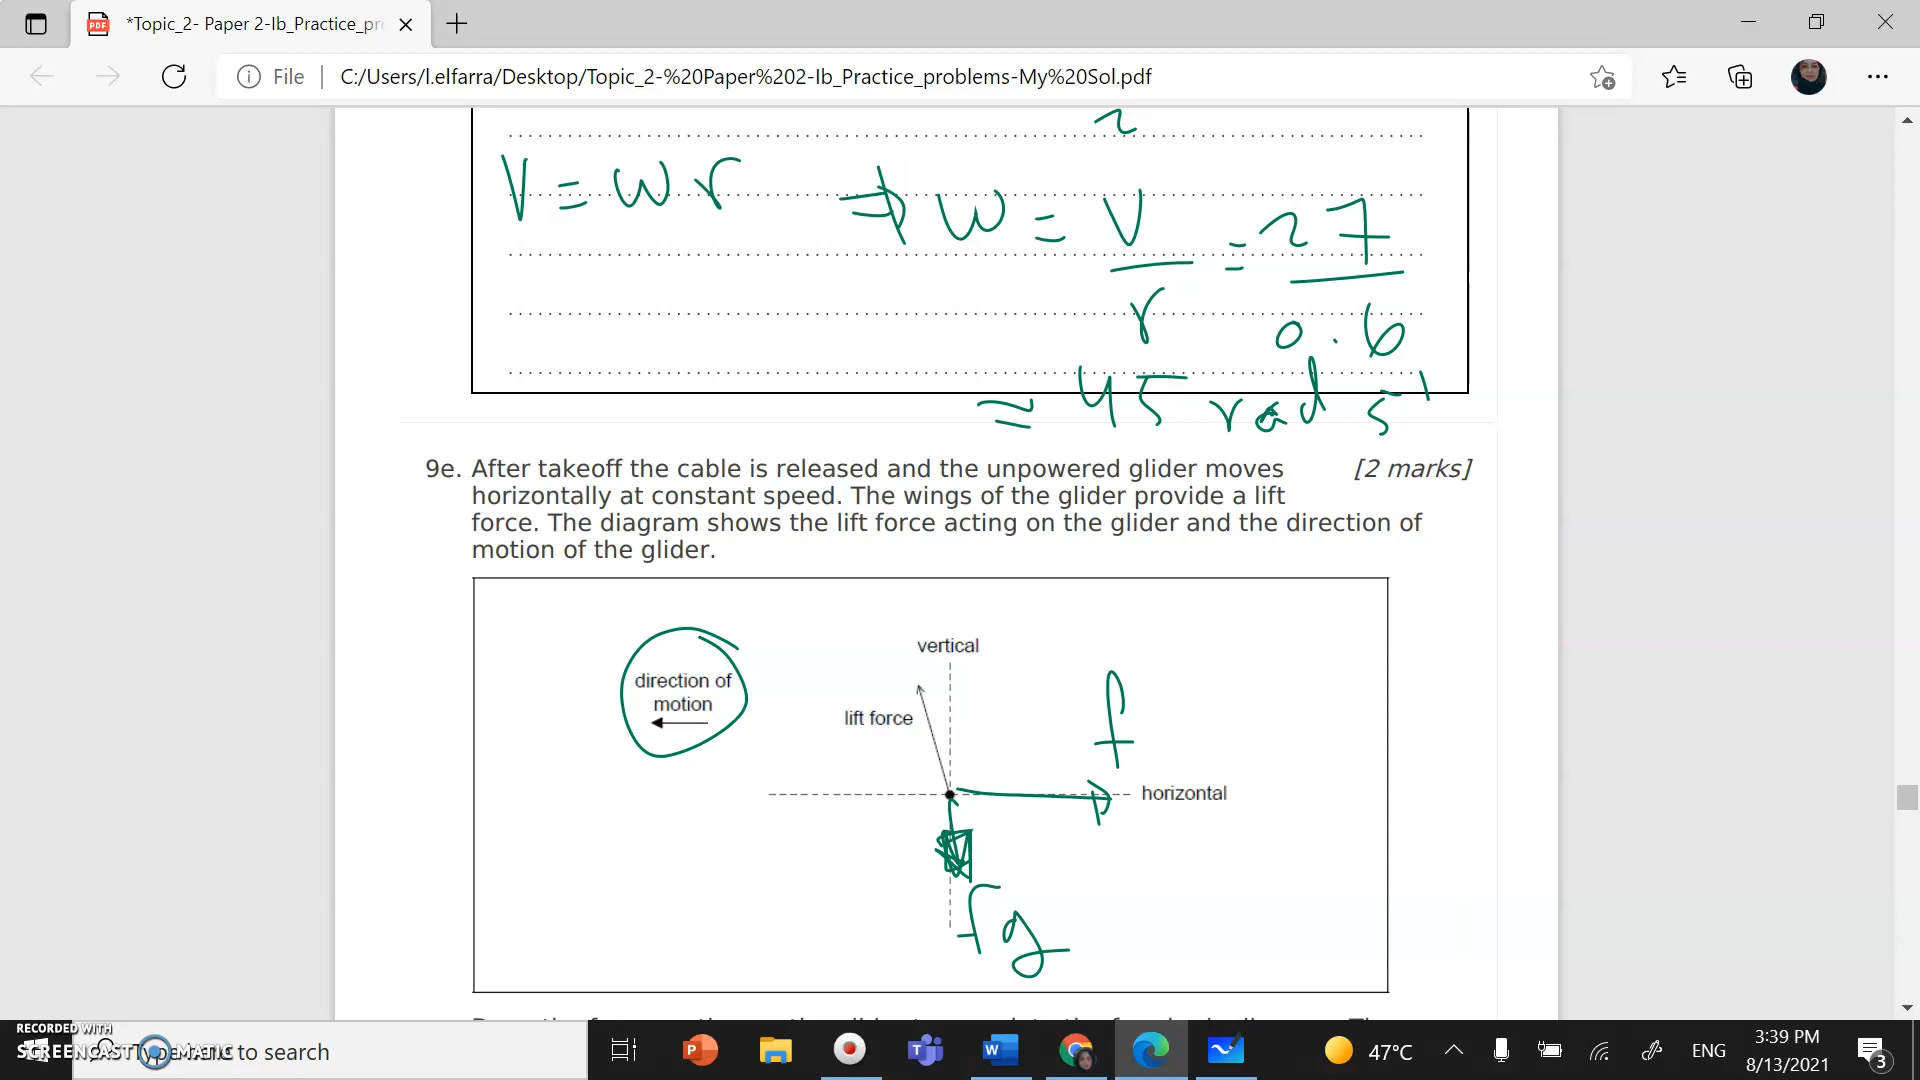 *Topic_2- Paper 2-Ib_Practice_pr
File
C:/Users/l.elfarra/Desktop/Topic_2-%20Paper%202-Ib_Practice_problems-My%20Sol.pdf
2
V = w r ⇒ w = V / r = 27 / 0.6
≅ 45 rad s⁻¹
9e. After takeoff the cable is released and the unpowered glider moves [2 marks]
horizontally at constant speed. The wings of the glider provide a lift
force. The diagram shows the lift force acting on the glider and the direction of
motion of the glider.
vertical
direction of
motion
lift force
f
horizontal
Fg
RECORDED WITH
SCREENCAST MATIC
to search
47°C
ENG
3:39 PM
8/13/2021
3